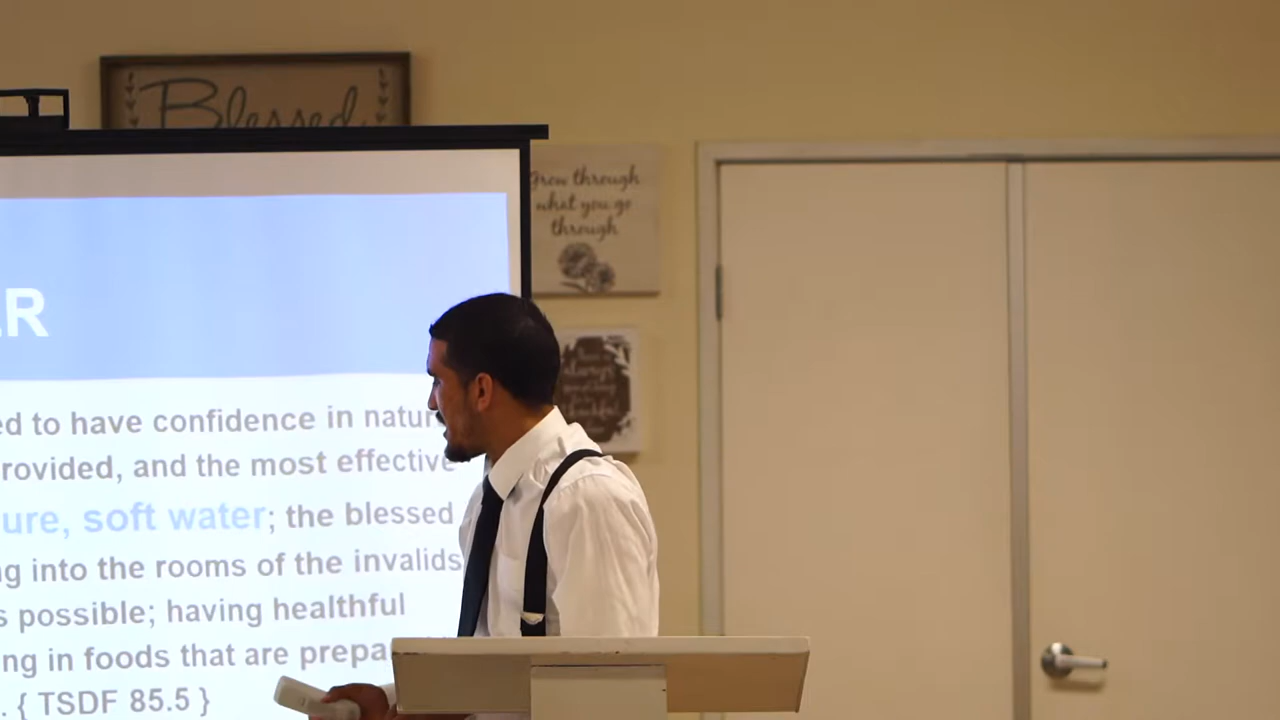 Blessed
Grow through
what you go
through
ER
ed to have confidence in natur
rovided, and the most effective
ure, soft water; the blessed
ng into the rooms of the invalids
s possible; having healthful
ng in foods that are prepa
. { TSDF 85.5 }
always